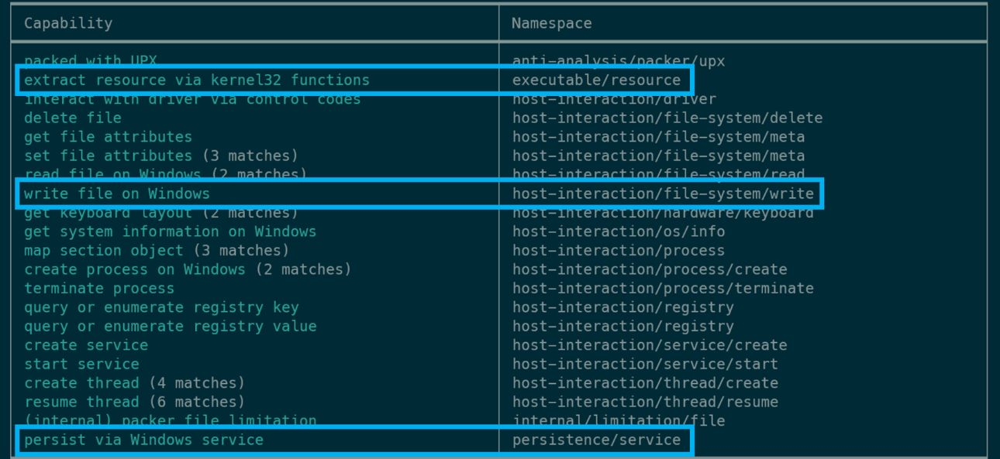 Capability Namespace
packed with UPX anti-analysis/packer/upx
extract resource via kernel32 functions executable/resource
interact with driver via control codes host-interaction/driver
delete file host-interaction/file-system/delete
get file attributes host-interaction/file-system/meta
set file attributes (3 matches) host-interaction/file-system/meta
read file on Windows (2 matches) host-interaction/file-system/read
write file on Windows host-interaction/file-system/write
get keyboard layout (2 matches) host-interaction/hardware/keyboard
get system information on Windows host-interaction/os/info
map section object (3 matches) host-interaction/process
create process on Windows (2 matches) host-interaction/process/create
terminate process host-interaction/process/terminate
query or enumerate registry key host-interaction/registry
query or enumerate registry value host-interaction/registry
create service host-interaction/service/create
start service host-interaction/service/start
create thread (4 matches) host-interaction/thread/create
resume thread (6 matches) host-interaction/thread/resume
(internal) packer file limitation internal/limitation/file
persist via Windows service persistence/service